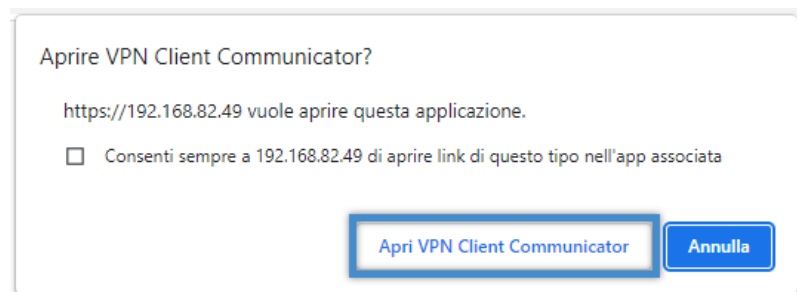 Aprire VPN Client Communicator?
https://192.168.82.49 vuole aprire questa applicazione.
Consenti sempre a 192.168.82.49 di aprire link di questo tipo nell'app associata
Apri VPN Client Communicator Annulla